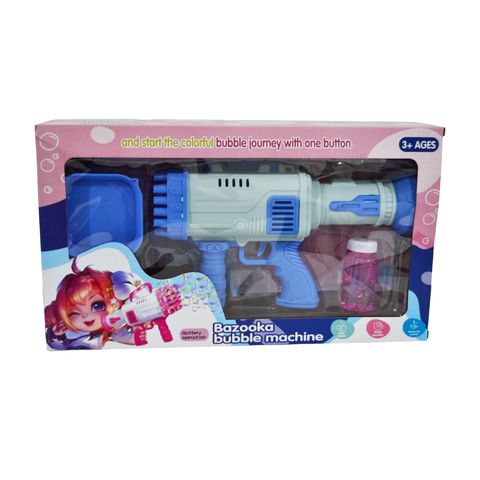 and start the colorful bubble journey with one button.
3+ AGES
Battery
operation
Bazooka
bubble machine